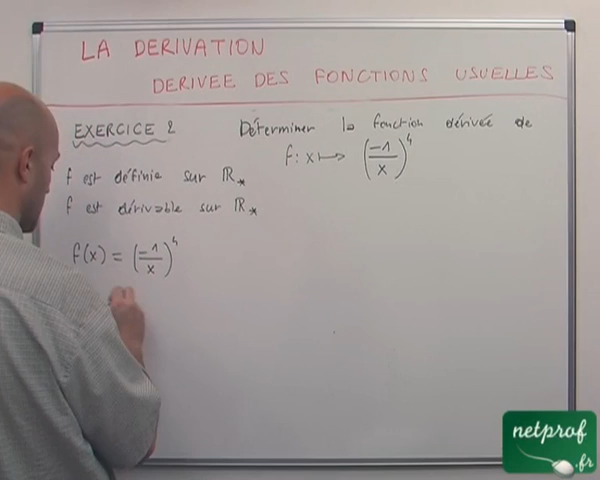 LA DERIVATION
DERIVEE DES FONCTIONS USUELLES
EXERCICE 2 Déterminer la fonction dérivée de
f: x ⟼ (-1/x)⁴
f est définie sur ℝ*
f est dérivable sur ℝ*
f(x) = (-1/x)⁴
netprof
.fr